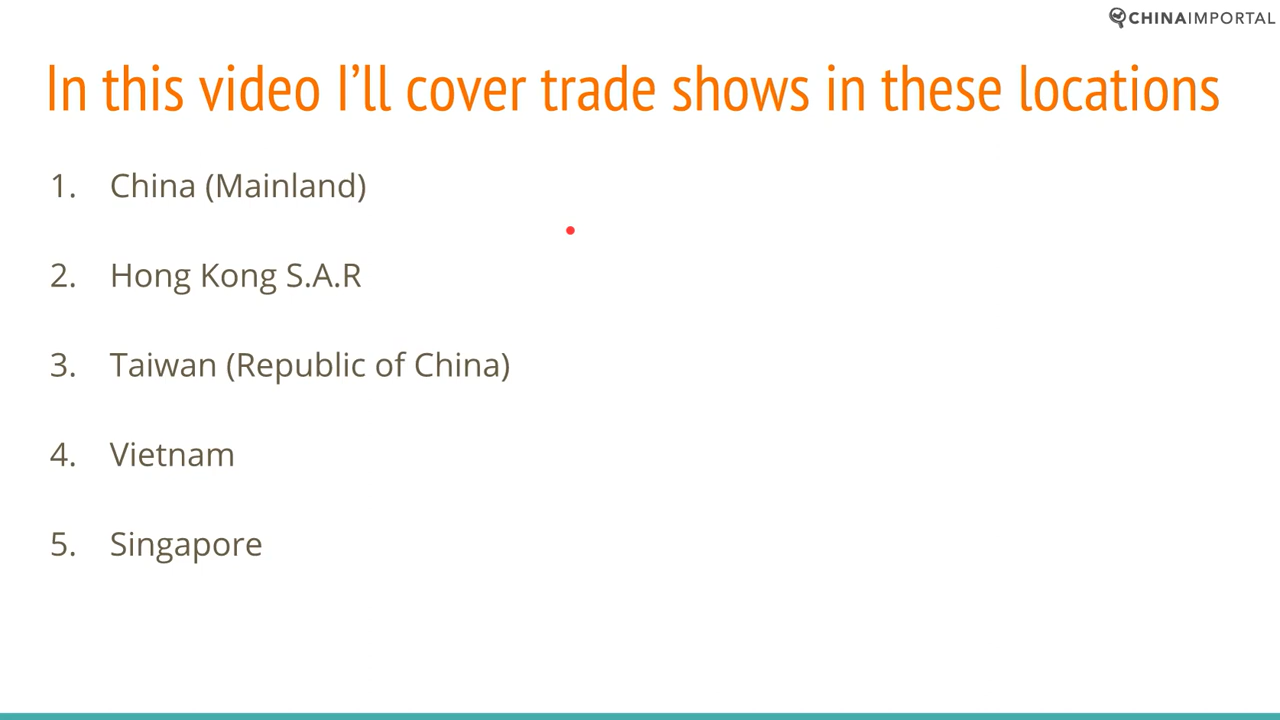 CHINAIMPORTAL
In this video I’ll cover trade shows in these locations
1. China (Mainland)
2. Hong Kong S.A.R
3. Taiwan (Republic of China)
4. Vietnam
5. Singapore